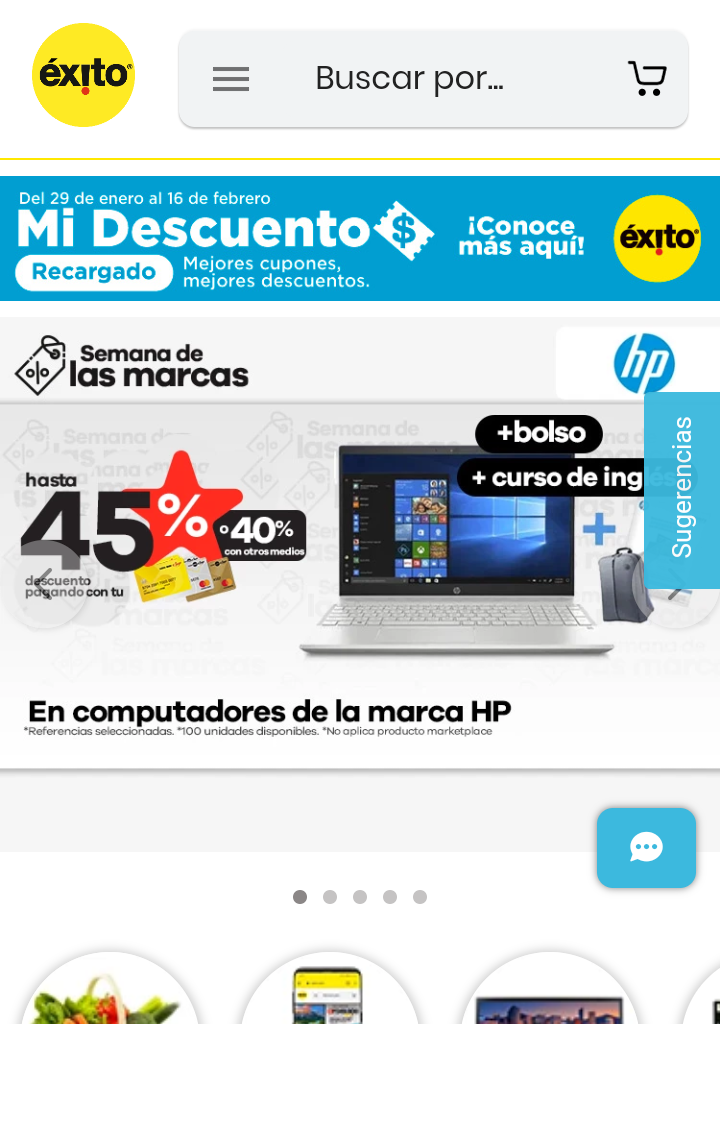 éxito
Buscar por...
Del 29 de enero al 16 de febrero
Mi Descuento $
Recargado
Mejores cupones,
mejores descuentos.
¡Conoce
más aquí!
éxito
Semana de
las marcas
hp
Sugerencias
+bolso
+ curso de inglés
hasta
45%
o 40%
con otros medios
descuento
pagando con tu
+
En computadores de la marca HP
*Referencias seleccionadas. *100 unidades disponibles. *No aplica producto marketplace